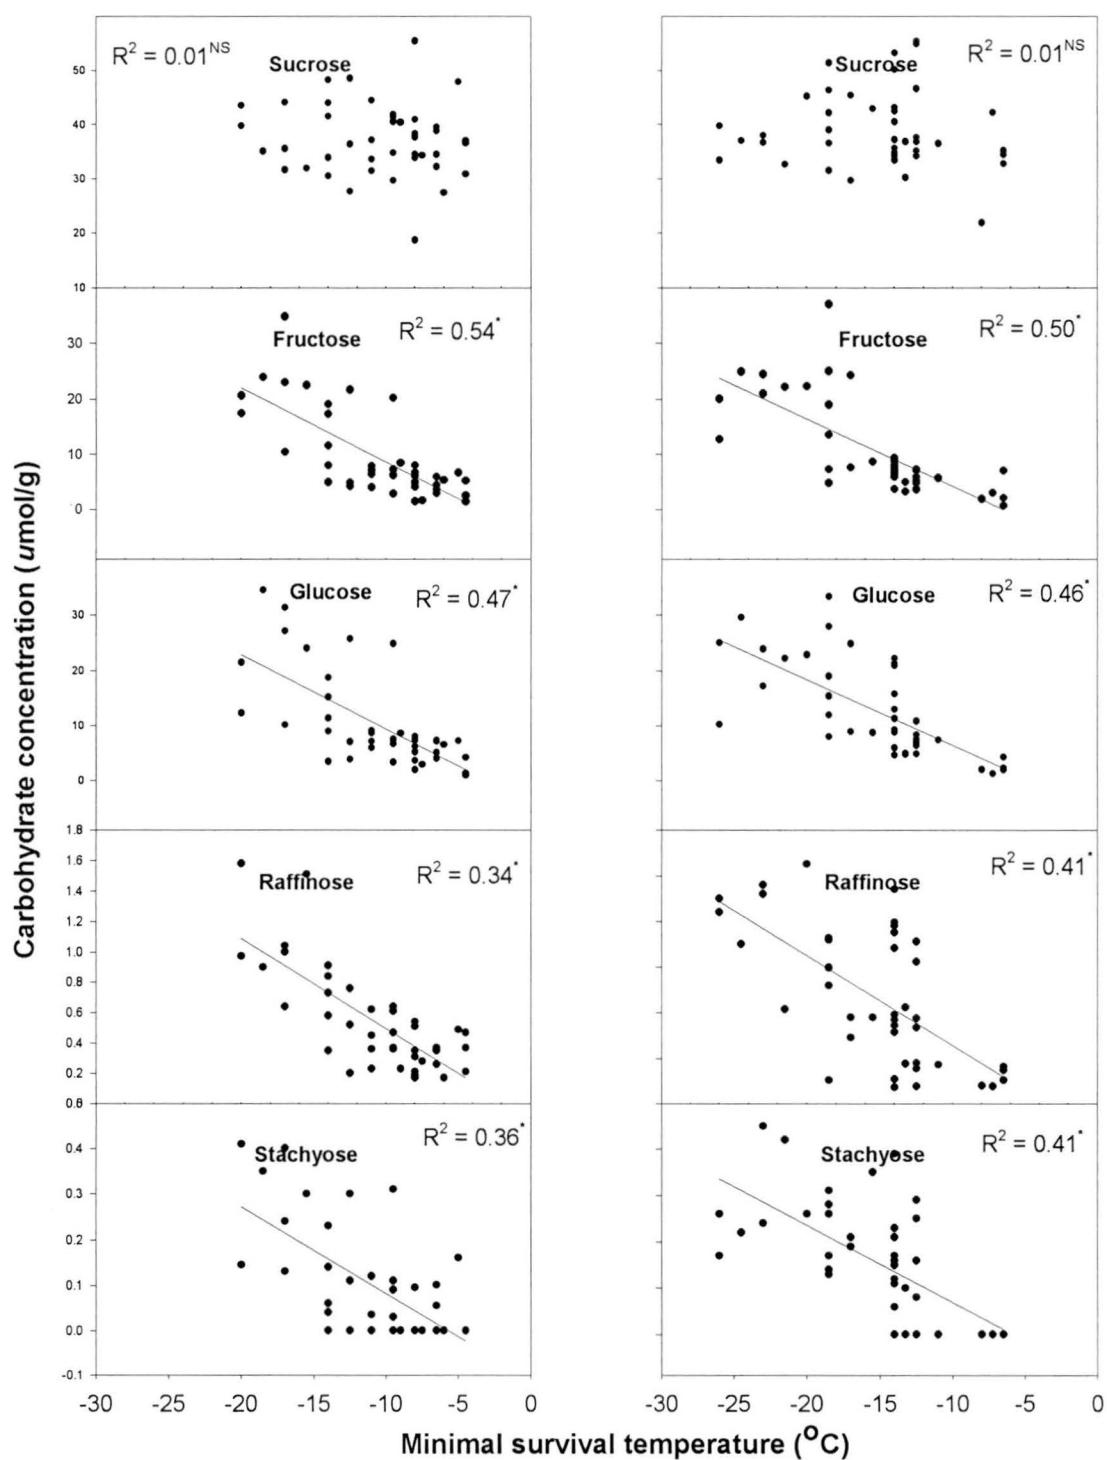 R² = 0.01^NS
Sucrose
50
40
30
20
10
R² = 0.01^NS
Sucrose
R² = 0.54*
Fructose
30
20
10
0
R² = 0.50*
Fructose
R² = 0.47*
Glucose
30
20
10
0
R² = 0.46*
Glucose
1.8
1.6
1.4
1.2
1.0
0.8
0.6
0.4
0.2
R² = 0.34*
Raffinose
R² = 0.41*
Raffinose
R² = 0.36*
Stachyose
0.4
0.3
0.2
0.1
0.0
-0.1
R² = 0.41*
Stachyose
Carbohydrate concentration (umol/g)
-30 -25 -20 -15 -10 -5 0
-30 -25 -20 -15 -10 -5 0
Minimal survival temperature (°C)